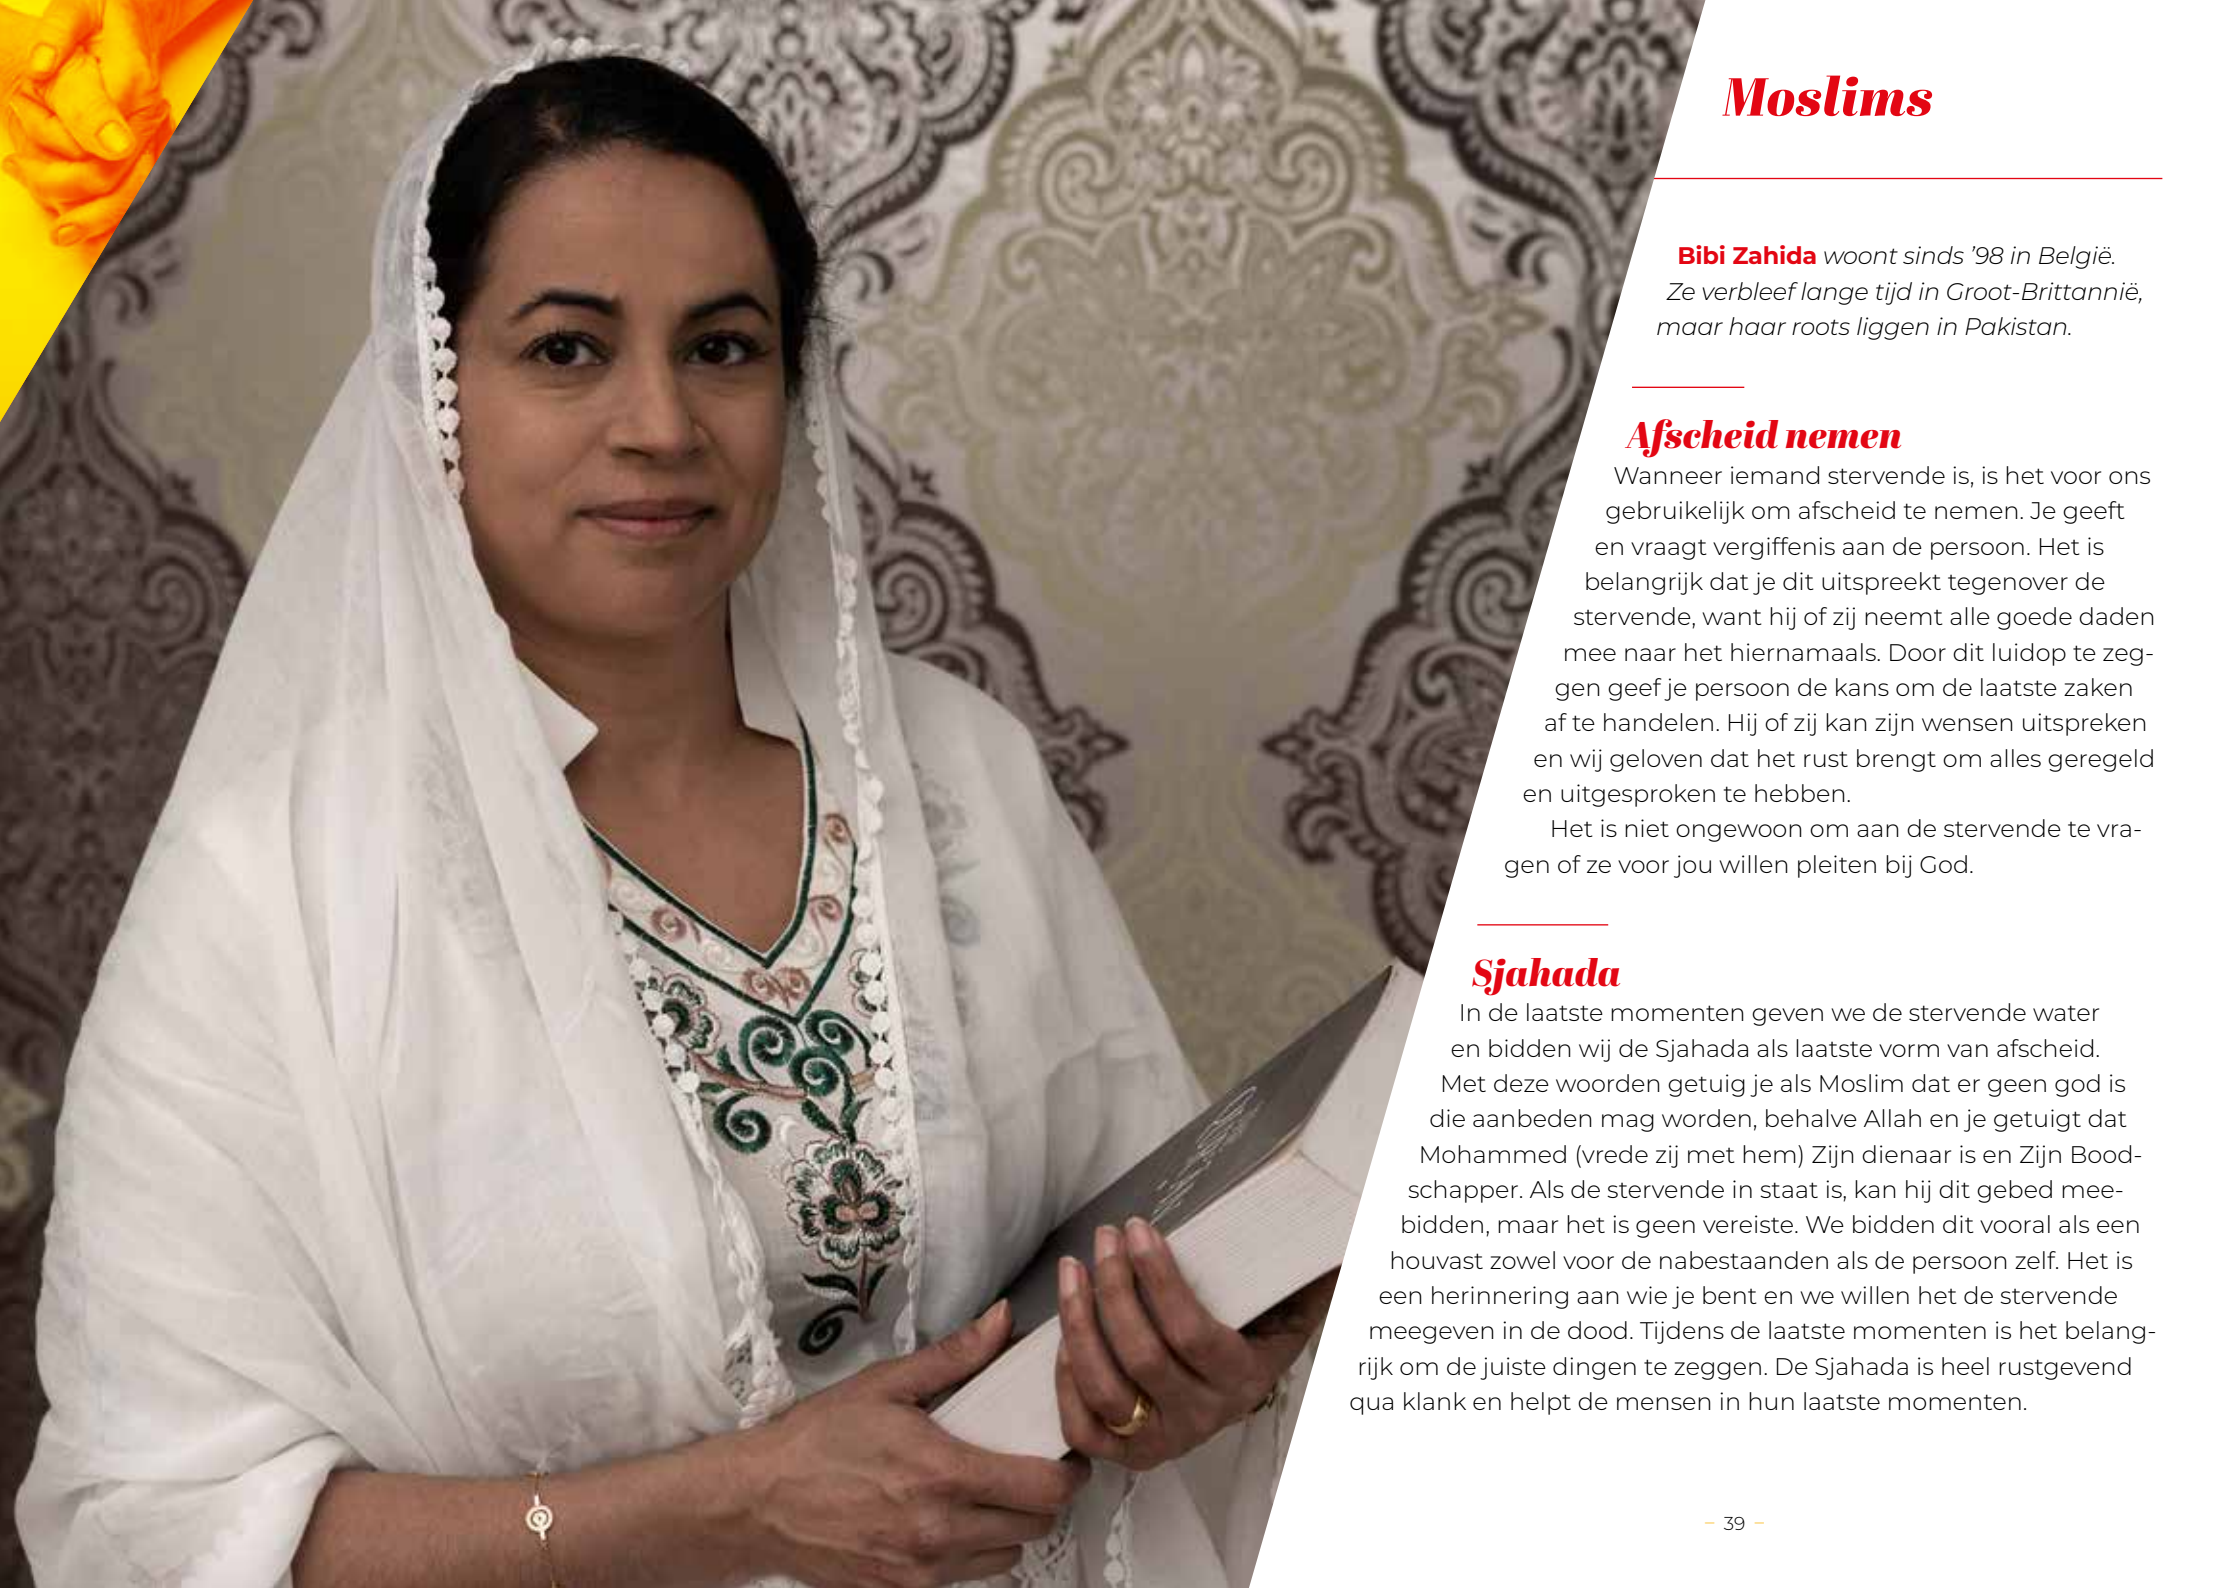 Moslims
Bibi Zahida woont sinds ’98 in België.
Ze verbleef lange tijd in Groot-Brittannië,
maar haar roots liggen in Pakistan.
Afscheid nemen
Wanneer iemand stervende is, is het voor ons
gebruikelijk om afscheid te nemen. Je geeft
en vraagt vergiffenis aan de persoon. Het is
belangrijk dat je dit uitspreekt tegenover de
stervende, want hij of zij neemt alle goede daden
mee naar het hiernamaals. Door dit luidop te zeg-
gen geef je persoon de kans om de laatste zaken
af te handelen. Hij of zij kan zijn wensen uitspreken
en wij geloven dat het rust brengt om alles geregeld
en uitgesproken te hebben.
Het is niet ongewoon om aan de stervende te vra-
gen of ze voor jou willen pleiten bij God.
Sjahada
In de laatste momenten geven we de stervende water
en bidden wij de Sjahada als laatste vorm van afscheid.
Met deze woorden getuig je als Moslim dat er geen god is
die aanbeden mag worden, behalve Allah en je getuigt dat
Mohammed (vrede zij met hem) Zijn dienaar is en Zijn Bood-
schapper. Als de stervende in staat is, kan hij dit gebed mee-
bidden, maar het is geen vereiste. We bidden dit vooral als een
houvast zowel voor de nabestaanden als de persoon zelf. Het is
een herinnering aan wie je bent en we willen het de stervende
meegeven in de dood. Tijdens de laatste momenten is het belang-
rijk om de juiste dingen te zeggen. De Sjahada is heel rustgevend
qua klank en helpt de mensen in hun laatste momenten.
– 39 –